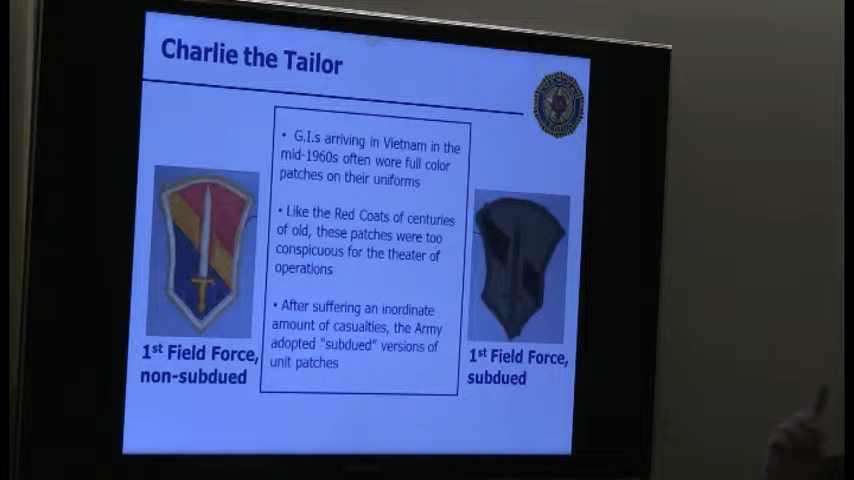 Charlie the Tailor
• G.I.s arriving in Vietnam in the
mid-1960s often wore full color
patches on their uniforms
• Like the Red Coats of centuries
of old, these patches were too
conspicuous for the theater of
operations
• After suffering an inordinate
amount of casualties, the Army
adopted "subdued" versions of
unit patches
1st Field Force,
non-subdued
1st Field Force,
subdued